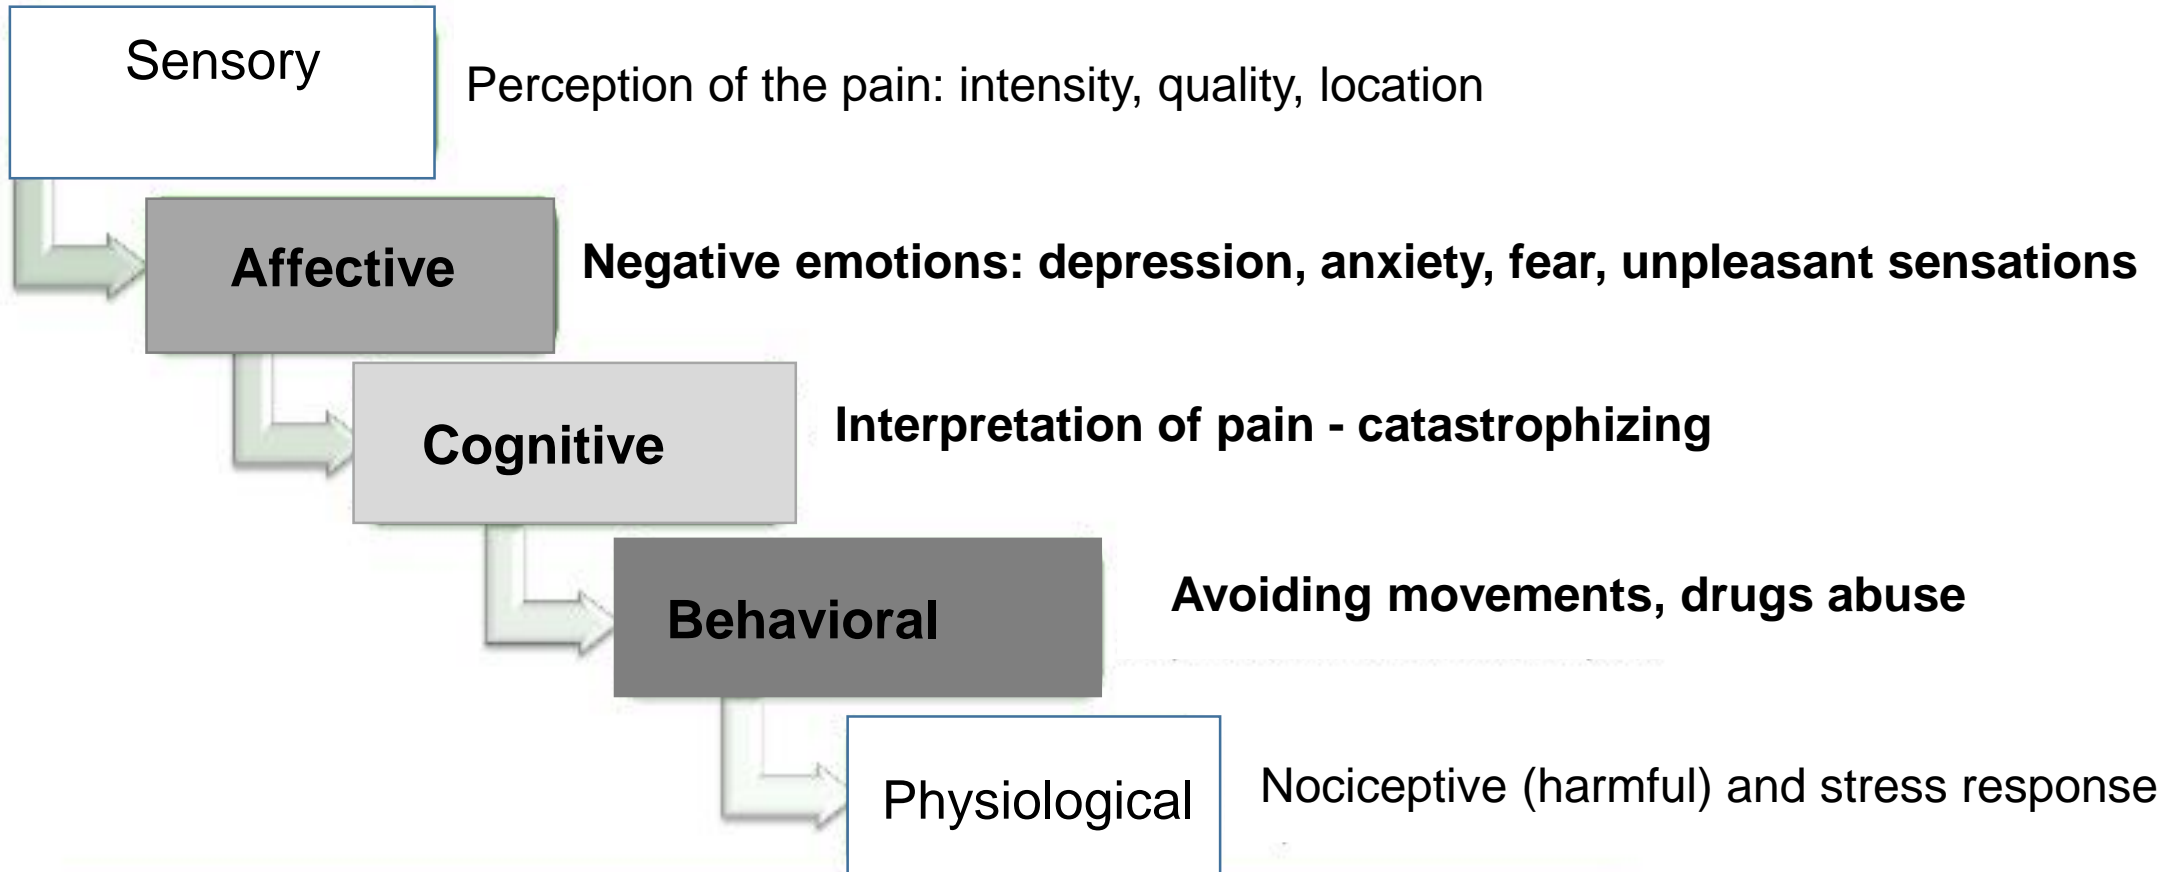 Sensory
Perception of the pain: intensity, quality, location
Affective
Negative emotions: depression, anxiety, fear, unpleasant sensations
Cognitive
Interpretation of pain - catastrophizing
Behavioral
Avoiding movements, drugs abuse
Physiological
Nociceptive (harmful) and stress response